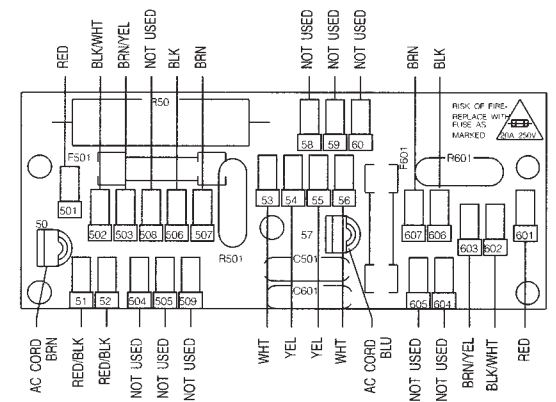 RED
BLK/WHT
BRN/YEL
NOT USED
BLK
BRN
NOT USED
NOT USED
NOT USED
BRN
BLK
R50
RISK OF FIRE-
REPLACE WITH
FUSE AS
MARKED
20A 250V
58
59
60
F501
F601
R601
501
53
54
55
56
50
502
503
508
506
507
R501
57
607
606
603
602
601
C501
C601
51
52
504
505
509
605
604
AC CORD
BRN
RED/BLK
RED/BLK
NOT USED
NOT USED
NOT USED
WHT
YEL
YEL
WHT
AC CORD
BLU
NOT USED
NOT USED
BRN/YEL
BLK/WHT
RED